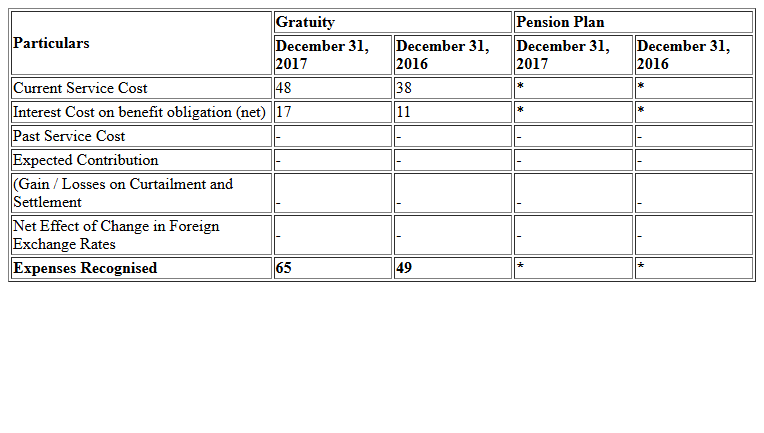 Particulars Gratuity Pension Plan
December 31, 2017 December 31, 2016 December 31, 2017 December 31, 2016
Current Service Cost 48 38 * *
Interest Cost on benefit obligation (net) 17 11 * *
Past Service Cost - - - -
Expected Contribution - - - -
(Gain / Losses on Curtailment and
Settlement - - - -
Net Effect of Change in Foreign
Exchange Rates - - - -
Expenses Recognised 65 49 * *